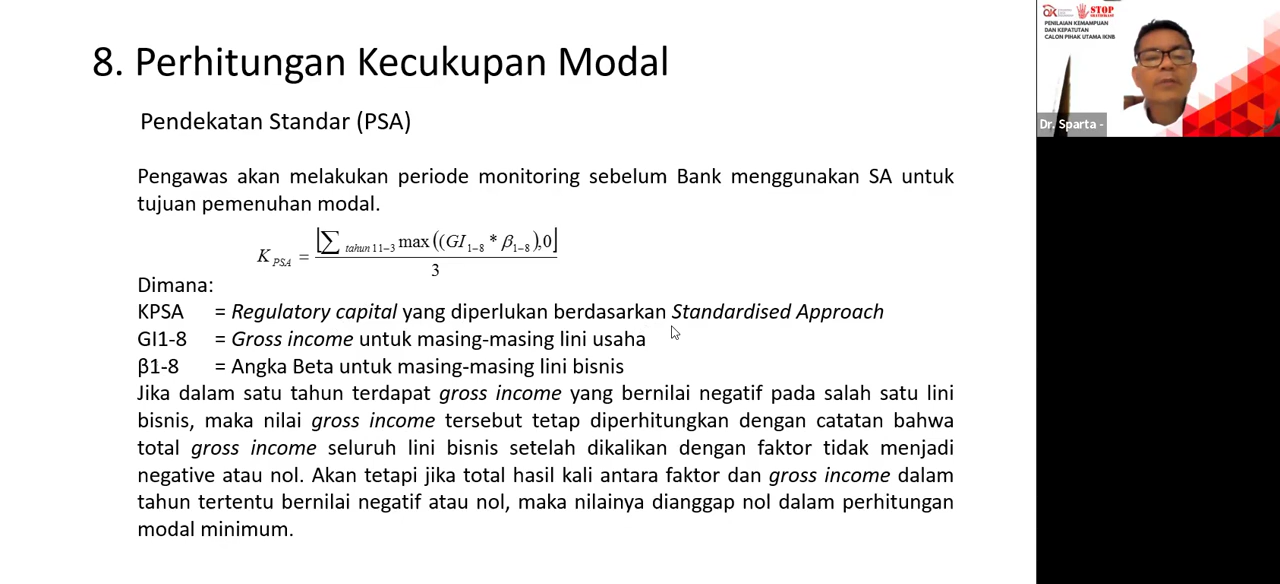 8. Perhitungan Kecukupan Modal
Pendekatan Standar (PSA)
Pengawas akan melakukan periode monitoring sebelum Bank menggunakan SA untuk
tujuan pemenuhan modal.
K PSA = [∑ tahun 11–3 max((GI 1–8 * β 1–8),0] / 3
Dimana:
KPSA = Regulatory capital yang diperlukan berdasarkan Standardised Approach
GI1-8 = Gross income untuk masing-masing lini usaha
β1-8 = Angka Beta untuk masing-masing lini bisnis
Jika dalam satu tahun terdapat gross income yang bernilai negatif pada salah satu lini
bisnis, maka nilai gross income tersebut tetap diperhitungkan dengan catatan bahwa
total gross income seluruh lini bisnis setelah dikalikan dengan faktor tidak menjadi
negative atau nol. Akan tetapi jika total hasil kali antara faktor dan gross income dalam
tahun tertentu bernilai negatif atau nol, maka nilainya dianggap nol dalam perhitungan
modal minimum.
STOP
PENILAIAN KEMAMPUAN
DAN KEPATUTAN
CALON PIHAK UTAMA IKNB
Dr. Sparta -